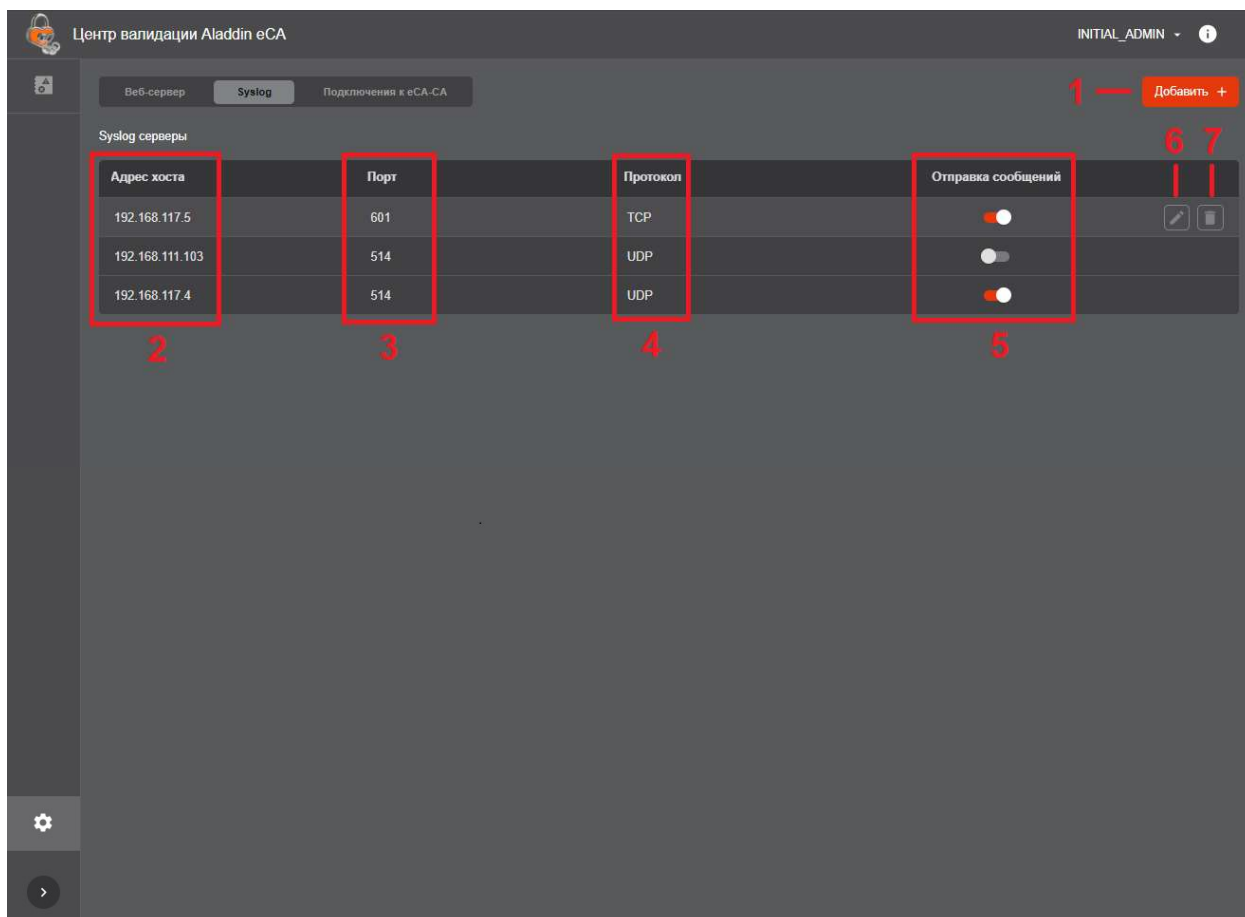 Центр валидации Aladdin eCA
INITIAL_ADMIN
Веб-сервер Syslog Подключения к eCA-CA
1 Добавить +
Syslog серверы
6 7
Адрес хоста Порт Протокол Отправка сообщений
192.168.117.5 601 TCP
192.168.111.103 514 UDP
192.168.117.4 514 UDP
2 3 4 5